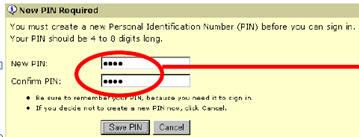 New PIN Required
You must create a new Personal Identification Number (PIN) before you can sign in.
Your PIN should be 4 to 8 digits long.
New PIN: ••••
Confirm PIN: ••••
• Be sure to remember your PIN, because you need it to sign in.
• If you decide not to create a new PIN now, click Cancel.
Save PIN Cancel